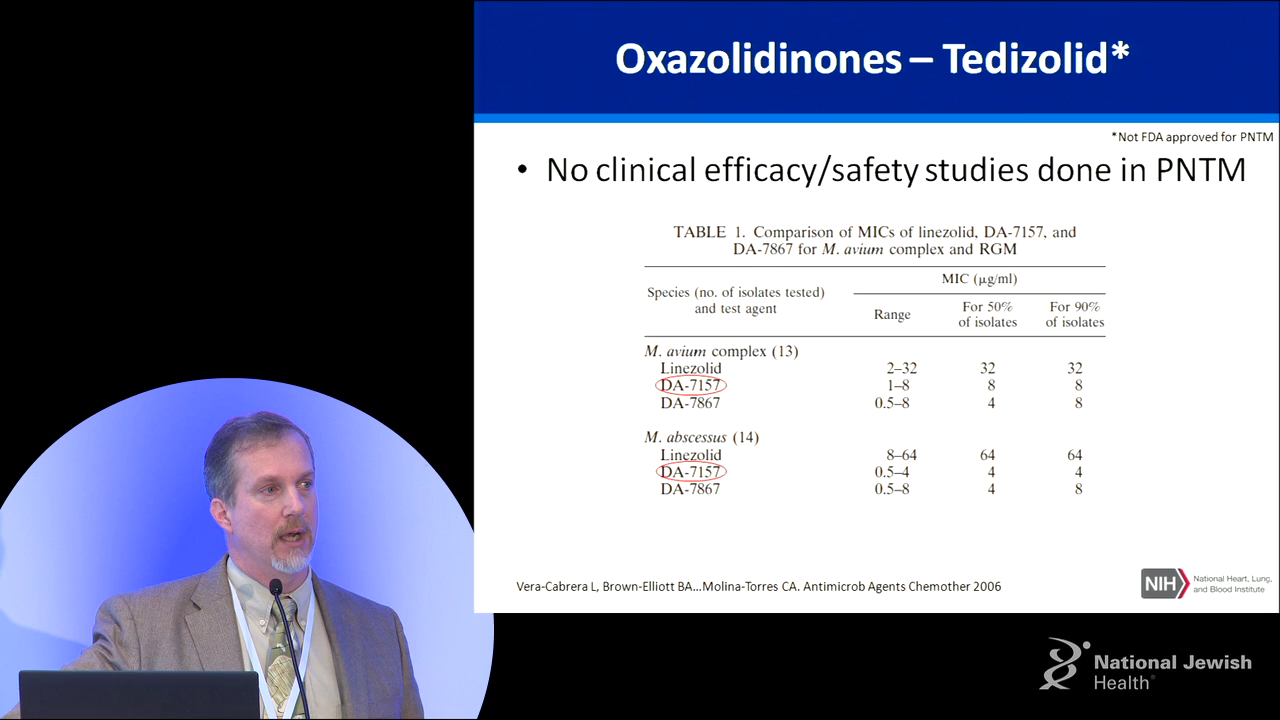 Oxazolidinones – Tedizolid*
*Not FDA approved for PNTM
• No clinical efficacy/safety studies done in PNTM
TABLE 1. Comparison of MICs of linezolid, DA-7157, and
DA-7867 for M. avium complex and RGM
Species (no. of isolates tested)
and test agent
MIC (μg/ml)
Range
For 50%
of isolates
For 90%
of isolates
M. avium complex (13)
Linezolid 2–32 32 32
DA-7157 1–8 8 8
DA-7867 0.5–8 4 8
M. abscessus (14)
Linezolid 8–64 64 64
DA-7157 0.5–4 4 4
DA-7867 0.5–8 4 8
Vera-Cabrera L, Brown-Elliott BA...Molina-Torres CA. Antimicrob Agents Chemother 2006
NIH National Heart, Lung,
and Blood Institute
National Jewish
Health®